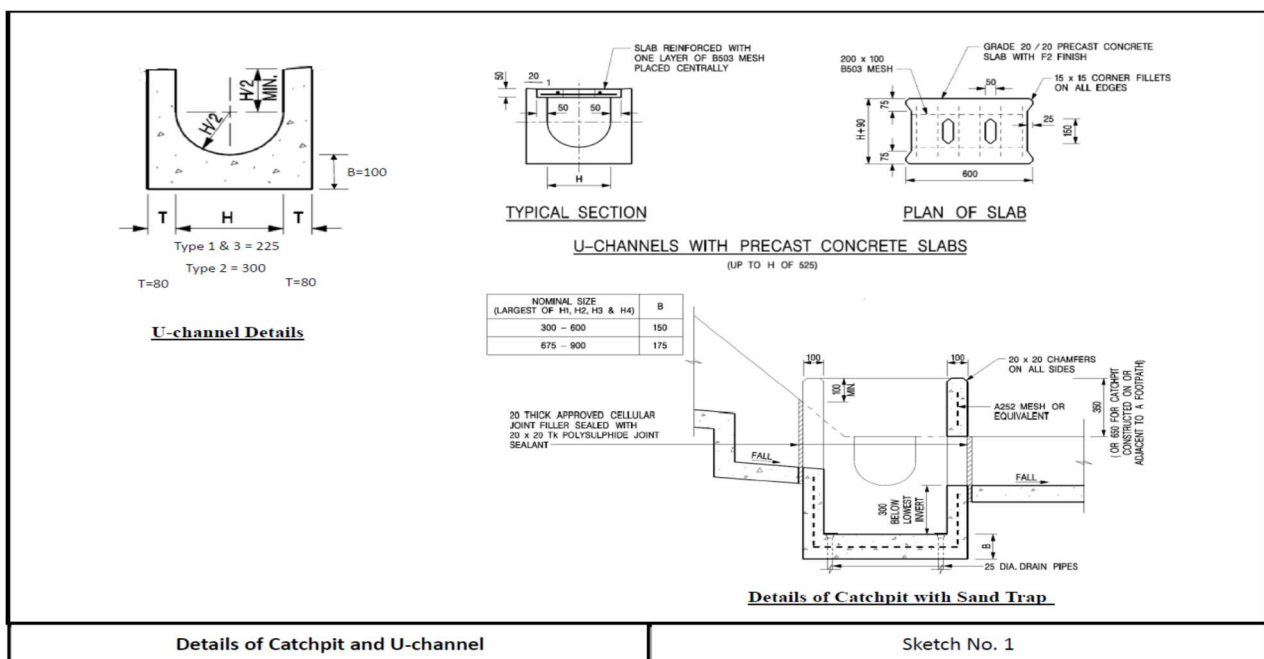 H/2
MIN.
H/2
B=100
T
H
T
Type 1 & 3 = 225
Type 2 = 300
T=80
T=80
U-channel Details
SLAB REINFORCED WITH
ONE LAYER OF B503 MESH
PLACED CENTRALLY
50
20
1
50
50
H
TYPICAL SECTION
GRADE 20 / 20 PRECAST CONCRETE
SLAB WITH F2 FINISH
200 x 100
B503 MESH
50
15 x 15 CORNER FILLETS
ON ALL EDGES
75
H+90
75
25
150
600
PLAN OF SLAB
U-CHANNELS WITH PRECAST CONCRETE SLABS
(UP TO H OF 525)
NOMINAL SIZE
(LARGEST OF H1, H2, H3 & H4)
B
300 - 600
150
675 - 900
175
100
100
20 x 20 CHAMFERS
ON ALL SIDES
100
MIN.
A252 MESH OR
EQUIVALENT
350
(OR 650 FOR CATCHPIT
CONSTRUCTED ON OR
ADJACENT TO A FOOTPATH)
20 THICK APPROVED CELLULAR
JOINT FILLER SEALED WITH
20 x 20 Tk POLYSULPHIDE JOINT
SEALANT
FALL
FALL
300
BELOW
LOWEST
INVERT
B
25 DIA. DRAIN PIPES
Details of Catchpit with Sand Trap
Details of Catchpit and U-channel
Sketch No. 1